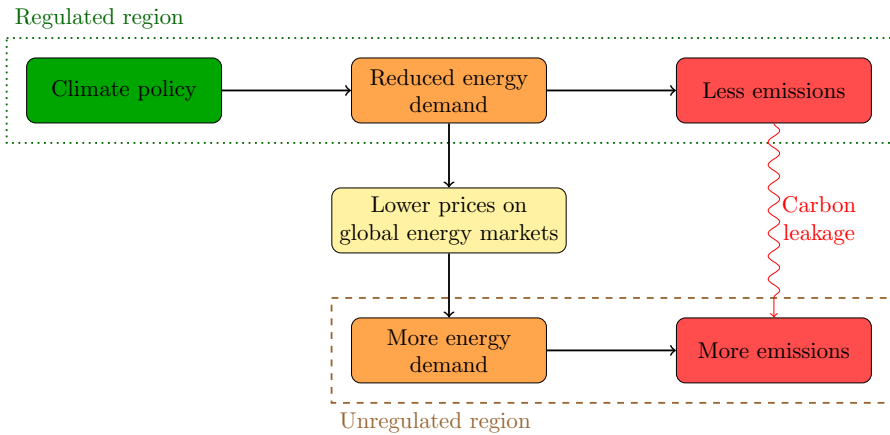 Regulated region
Climate policy
Reduced energy
demand
Less emissions
Lower prices on
global energy markets
Carbon
leakage
More energy
demand
More emissions
Unregulated region